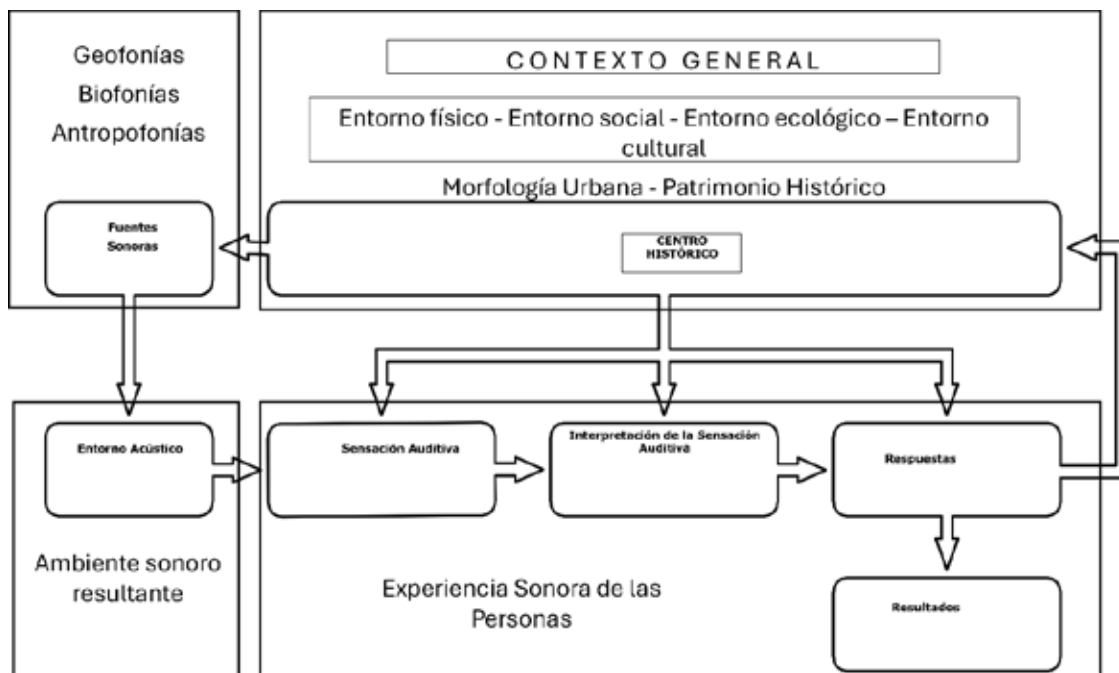 Geofonías
Biofonías
Antropofonías
Fuentes
Sonoras
CONTEXTO GENERAL
Entorno físico - Entorno social - Entorno ecológico – Entorno
cultural
Morfología Urbana - Patrimonio Histórico
CENTRO
HISTÓRICO
Entorno Acústico
Ambiente sonoro
resultante
Sensación Auditiva
Interpretación de la Sensación
Auditiva
Respuestas
Experiencia Sonora de las
Personas
Resultados